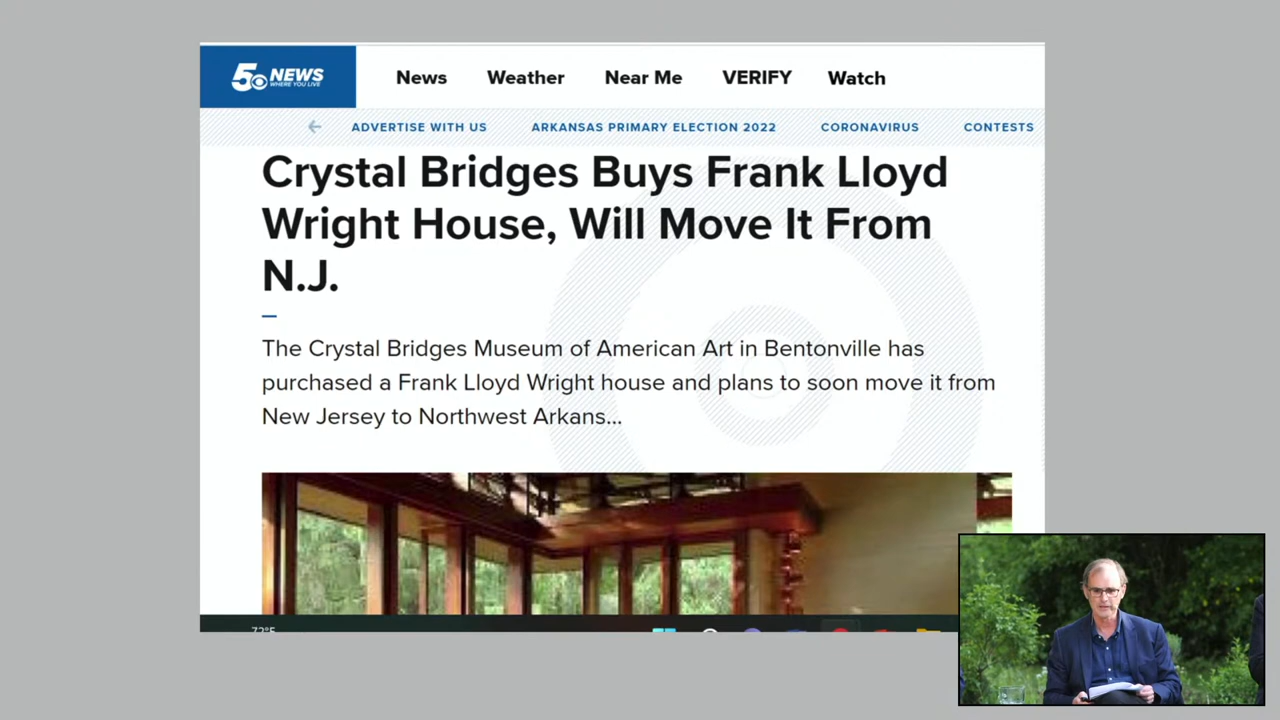 5 NEWS
WHERE YOU LIVE
News Weather Near Me VERIFY Watch
ADVERTISE WITH US ARKANSAS PRIMARY ELECTION 2022 CORONAVIRUS CONTESTS
Crystal Bridges Buys Frank Lloyd
Wright House, Will Move It From
N.J.
The Crystal Bridges Museum of American Art in Bentonville has
purchased a Frank Lloyd Wright house and plans to soon move it from
New Jersey to Northwest Arkans...
72°F